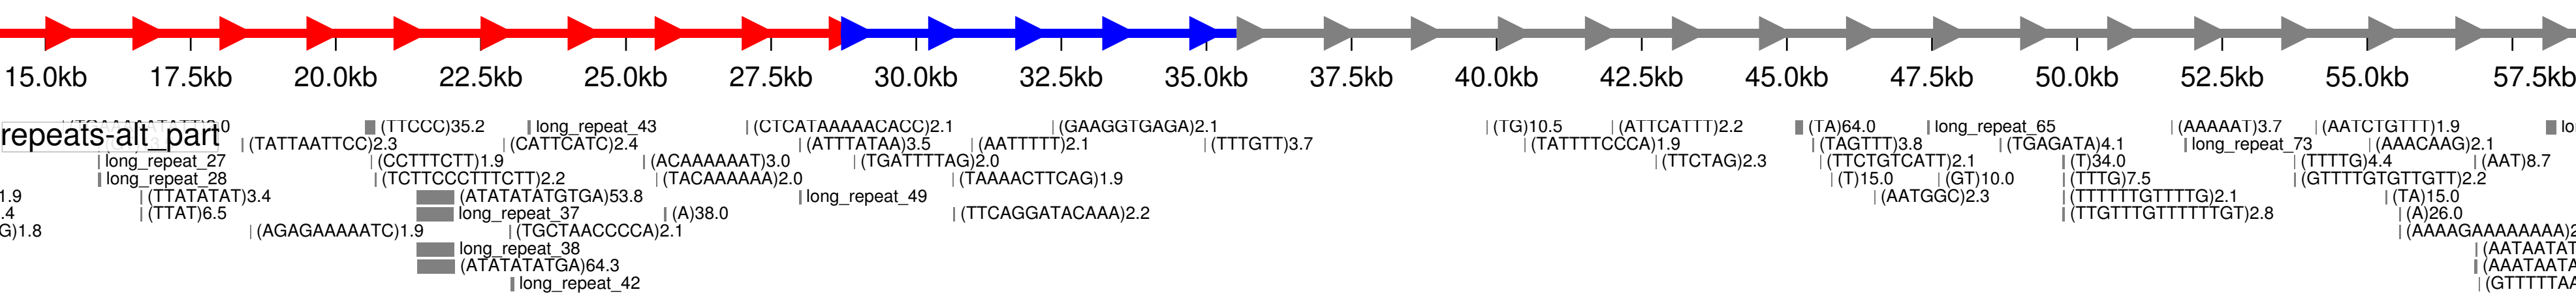 15.0kb 17.5kb 20.0kb 22.5kb 25.0kb 27.5kb 30.0kb 32.5kb 35.0kb 37.5kb 40.0kb 42.5kb 45.0kb 47.5kb 50.0kb 52.5kb 55.0kb 57.5kb
repeats-alt_part (TTCCC)35.2 long_repeat_43 (CTCATAAAAACACC)2.1 (GAAGGTGAGA)2.1 (TG)10.5 (ATTCATTT)2.2 (TA)64.0 long_repeat_65 (AAAAAT)3.7 (AATCTGTTT)1.9 lo
(TATTAATTCC)2.3 (CATTCATC)2.4 (ATTTATAA)3.5 (AATTTTT)2.1 (TTTGTT)3.7 (TATTTTCCCA)1.9 (TAGTTT)3.8 (TGAGATA)4.1 long_repeat_73 (AAACAAG)2.1
long_repeat_27 (CCTTTCTT)1.9 (ACAAAAAAT)3.0 (TGATTTTAG)2.0 (TTCTAG)2.3 (TTCTGTCATT)2.1 (T)34.0 (TTTTG)4.4 (AAT)8.7
long_repeat_28 (TCTTCCCTTTCTT)2.2 (TACAAAAAA)2.0 (TAAAACTTCAG)1.9 (T)15.0 (GT)10.0 (TTTG)7.5 (GTTTTGTGTTGTT)2.2
1.9 (TTATATAT)3.4 (ATATATATGTGA)53.8 long_repeat_49 (AATGGC)2.3 (TTTTTTGTTTTG)2.1 (TA)15.0
.4 (TTAT)6.5 long_repeat_37 (A)38.0 (TTCAGGATACAAA)2.2 (TTGTTTGTTTTTTGT)2.8 (A)26.0
G)1.8 (AGAGAAAAATC)1.9 (TGCTAACCCCA)2.1 (AAAAGAAAAAAAA)2
long_repeat_38 (AATAATAT
(ATATATATGA)64.3 (AAATAATA
long_repeat_42 (GTTTTTAA